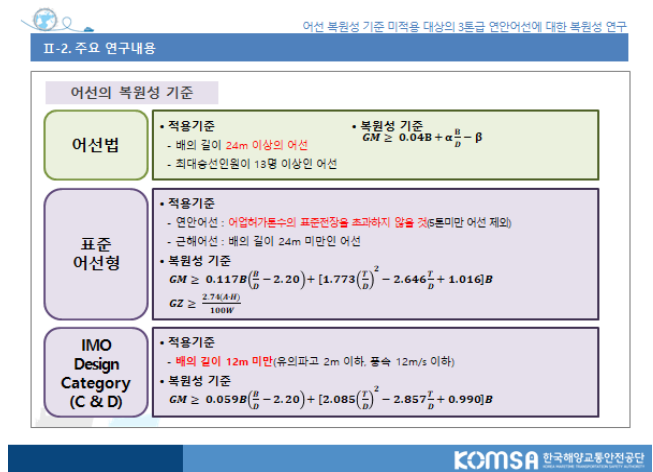 어선 복원성 기준 미적용 대상의 3톤급 연안어선에 대한 복원성 연구
Ⅱ-2. 주요 연구내용
어선의 복원성 기준
어선법
• 적용기준
- 배의 길이 24m 이상의 어선
- 최대승선인원이 13명 이상인 어선
• 복원성 기준
GM ≥ 0.04B + α B/D − β
표준
어선형
• 적용기준
- 연안어선 : 어업허가톤수의 표준전장을 초과하지 않을 것(5톤미만 어선 제외)
- 근해어선 : 배의 길이 24m 미만인 어선
• 복원성 기준
GM ≥ 0.117B(B/D − 2.20) + [1.773(T/D)² − 2.646 T/D + 1.016]B
GZ ≥ 2.74(A·H)/100W
IMO
Design
Category
(C & D)
• 적용기준
- 배의 길이 12m 미만(유의파고 2m 이하, 풍속 12m/s 이하)
• 복원성 기준
GM ≥ 0.059B(B/D − 2.20) + [2.085(T/D)² − 2.857 T/D + 0.990]B
KOMSA 한국해양교통안전공단
KOREA MARITIME TRANSPORTATION SAFETY AUTHORITY